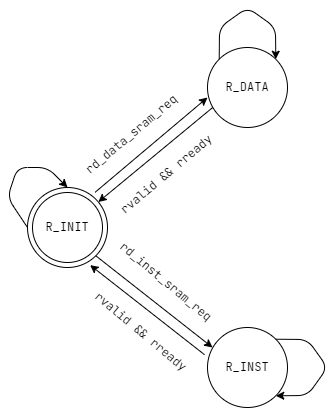 R_DATA
rd_data_sram_req
rvalid && rready
R_INIT
rd_inst_sram_req
rvalid && rready
R_INST